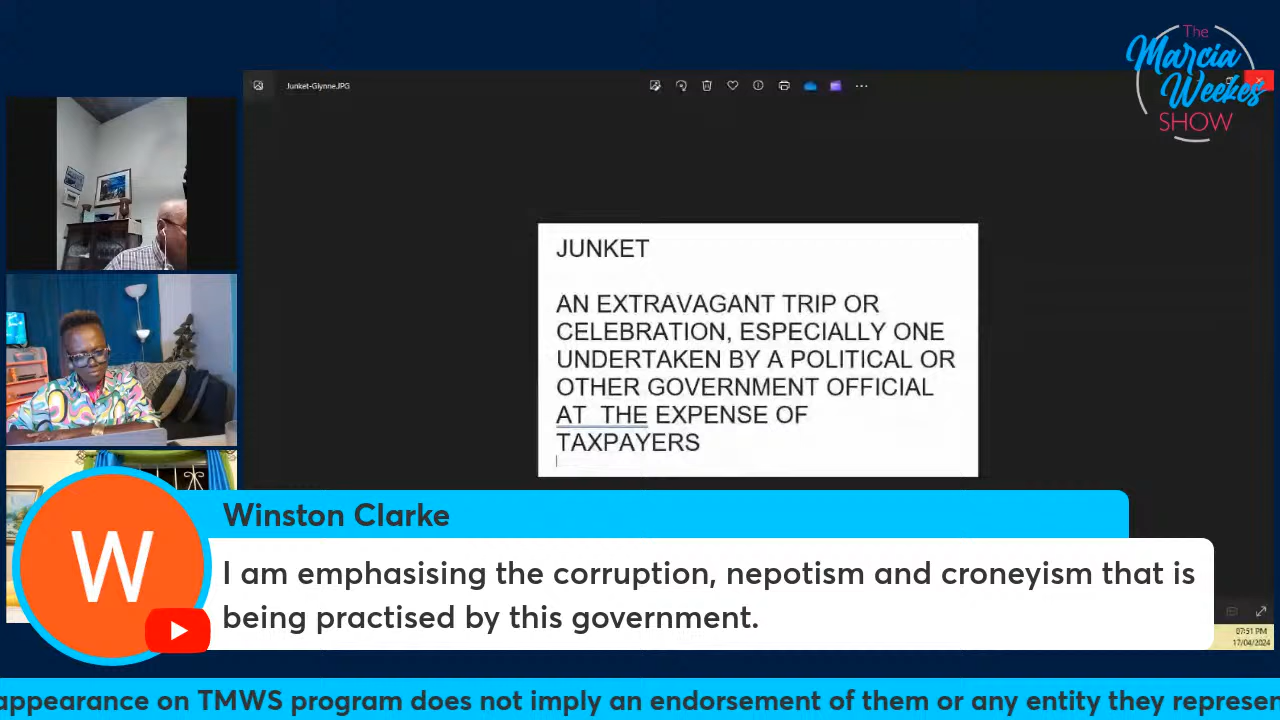 The
Marcia
Weekes
SHOW
Junket-Glynne.JPG
JUNKET
AN EXTRAVAGANT TRIP OR
CELEBRATION, ESPECIALLY ONE
UNDERTAKEN BY A POLITICAL OR
OTHER GOVERNMENT OFFICIAL
AT THE EXPENSE OF
TAXPAYERS
W
Winston Clarke
I am emphasising the corruption, nepotism and croneyism that is
being practised by this government.
07:51 PM
17/04/2024
appearance on TMWS program does not imply an endorsement of them or any entity they represen